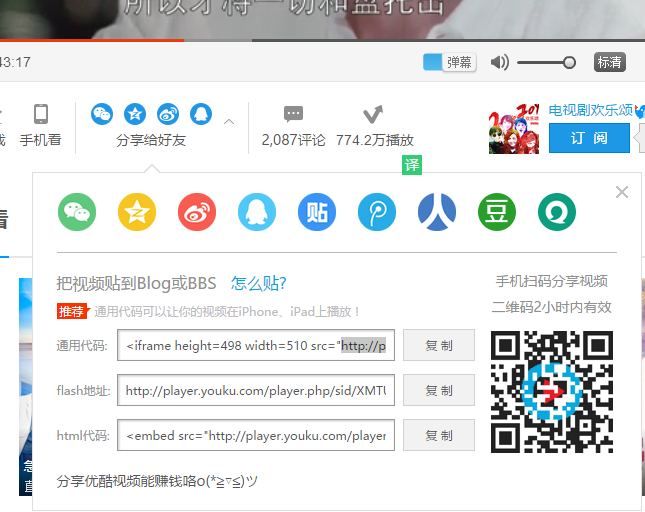 所以才将一切和盘托出
43:17
弹幕
标清
手机看
分享给好友
2,087评论
774.2万播放
电视剧欢乐颂
订 阅
译
看
贴
人
豆
把视频贴到Blog或BBS 怎么贴?
推荐 通用代码可以让你的视频在iPhone、iPad上播放！
通用代码: <iframe height=498 width=510 src="http://p 复 制
flash地址: http://player.youku.com/player.php/sid/XMTU 复 制
html代码: <embed src="http://player.youku.com/player 复 制
分享优酷视频能赚钱咯o(*≥▽≦)ツ
手机扫码分享视频
二维码2小时内有效